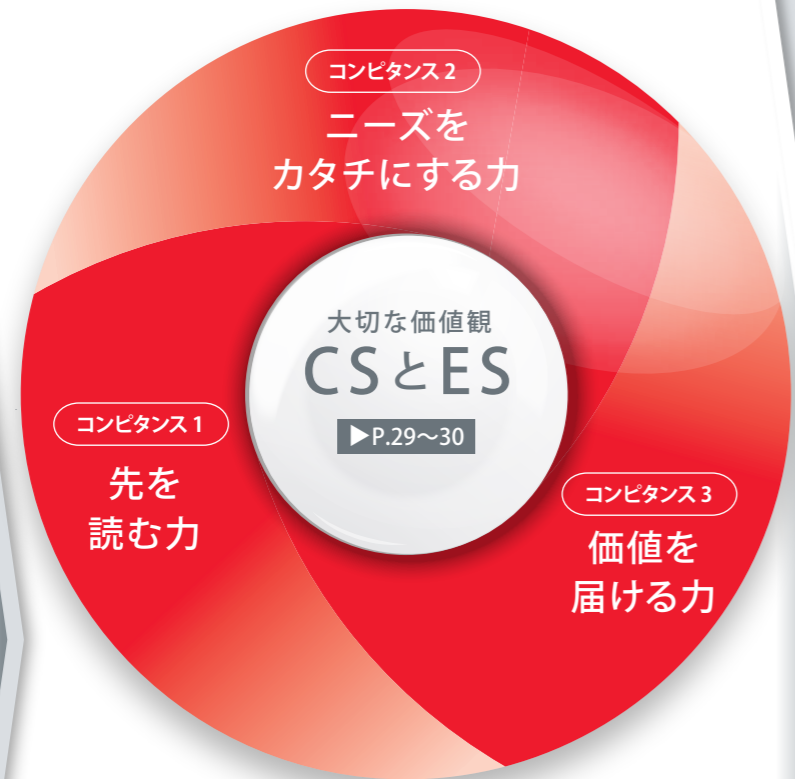 コンピタンス 2
ニーズを
カタチにする力
大切な価値観
CSとES
▶P.29〜30
コンピタンス 1
先を
読む力
コンピタンス 3
価値を
届ける力